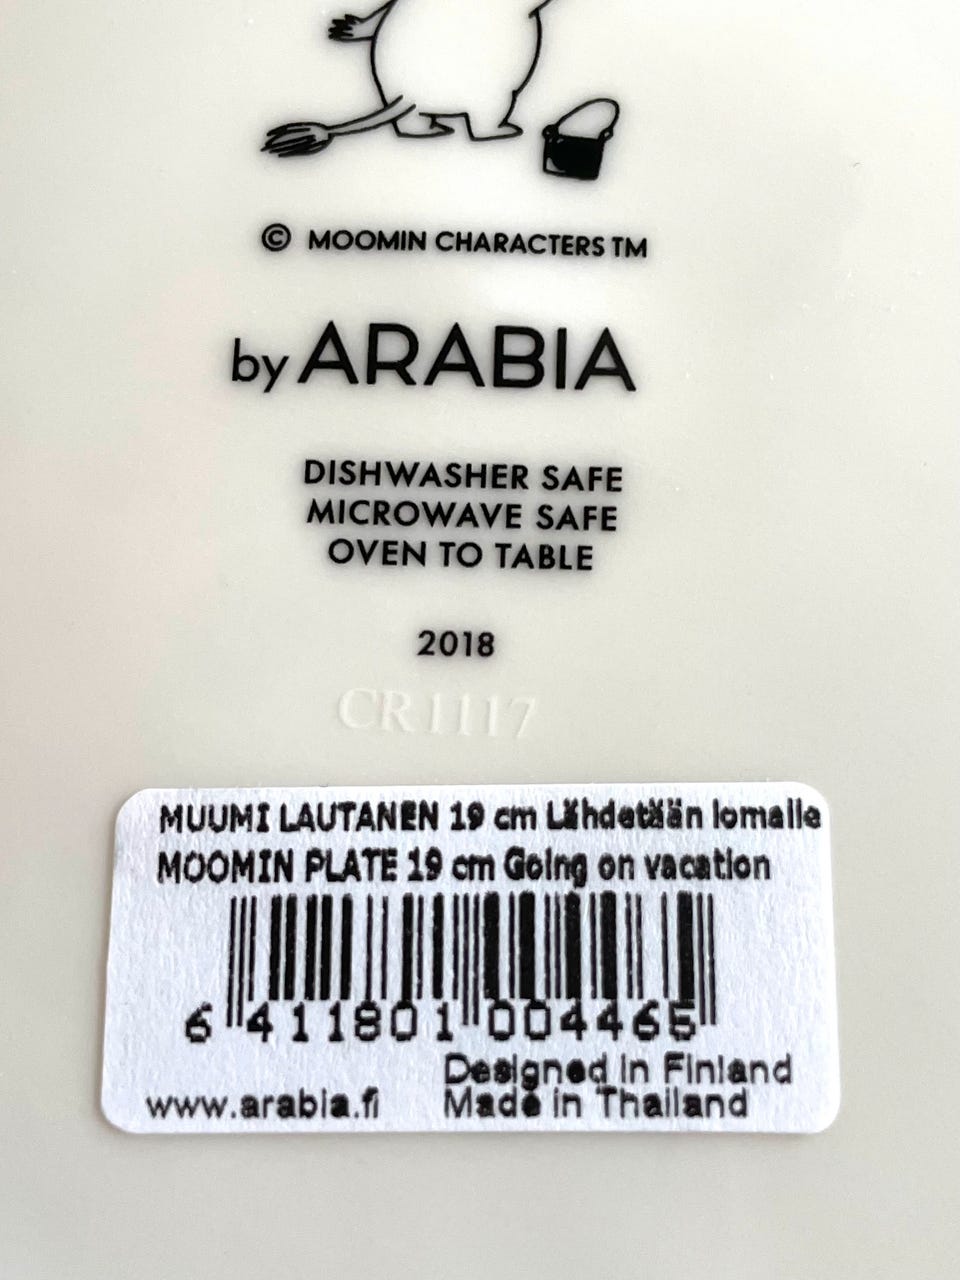 © MOOMIN CHARACTERS TM
by ARABIA
DISHWASHER SAFE
MICROWAVE SAFE
OVEN TO TABLE
2018
CR1117
MUUMI LAUTANEN 19 cm Lähdetään lomalle
MOOMIN PLATE 19 cm Going on vacation
6 411801 004465
Designed in Finland
www.arabia.fi Made in Thailand